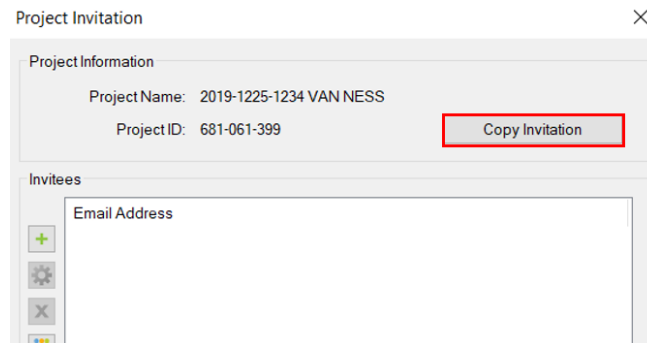 Project Invitation
Project Information
Project Name: 2019-1225-1234 VAN NESS
Project ID: 681-061-399
Copy Invitation
Invitees
Email Address